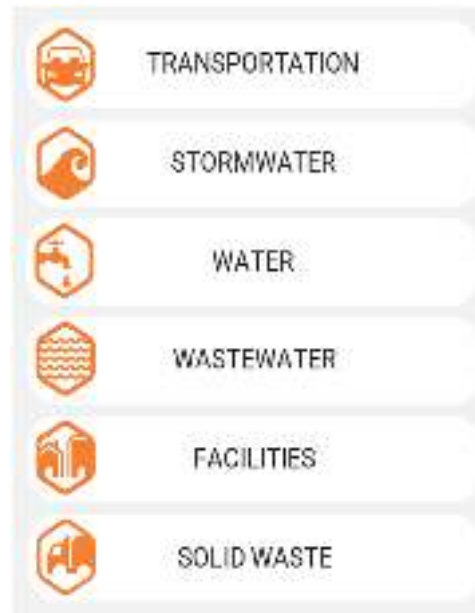 TRANSPORTATION
STORMWATER
WATER
WASTEWATER
FACILITIES
SOLID WASTE